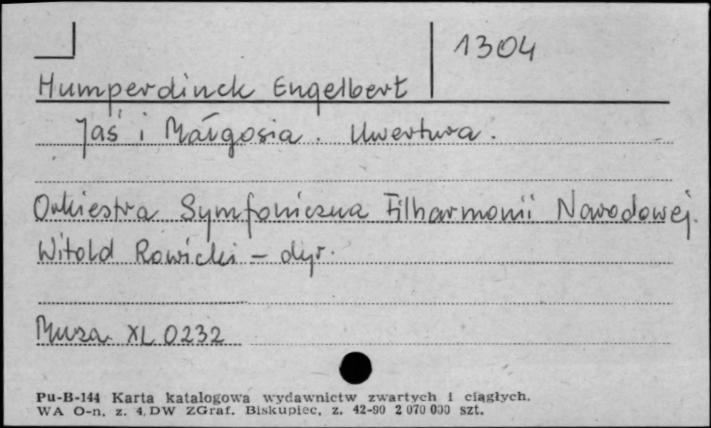 1304
Humperdinck Engelbert
Jaś i Małgosia. Uwertura.
Orkiestra Symfoniczna Filharmonii Narodowej.
Witold Rowicki – dyr.
Muza XL 0232
Pu-B-144 Karta katalogowa wydawnictw zwartych i ciągłych.
WA O-n. z. 4, DW ZGraf. Biskupiec, z. 42-90 2 070 000 szt.